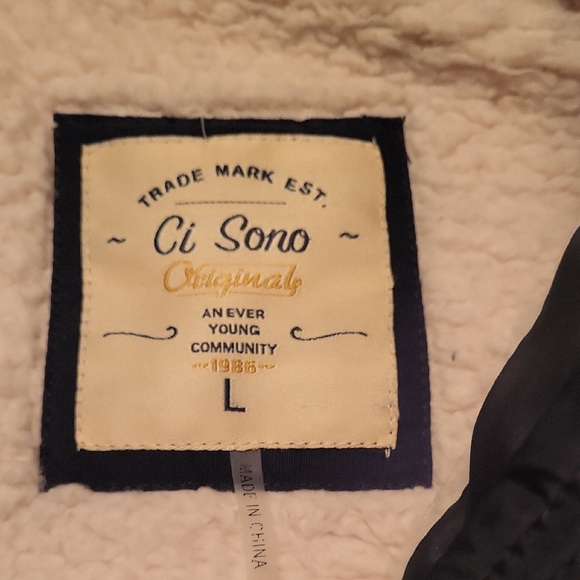 TRADE MARK EST.
~ Ci Sono ~
Originals
AN EVER
YOUNG
COMMUNITY
~1986~
L
MADE IN CHINA